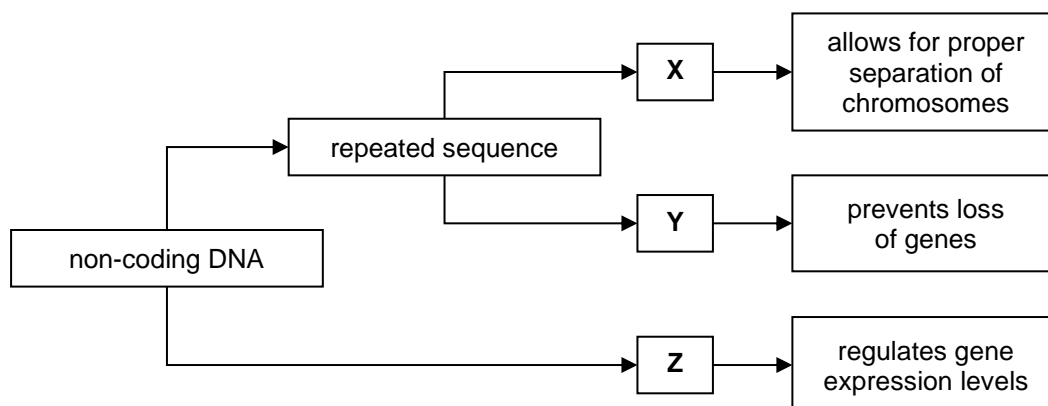 non-coding DNA
repeated sequence
X
allows for proper
separation of
chromosomes
Y
prevents loss
of genes
Z
regulates gene
expression levels